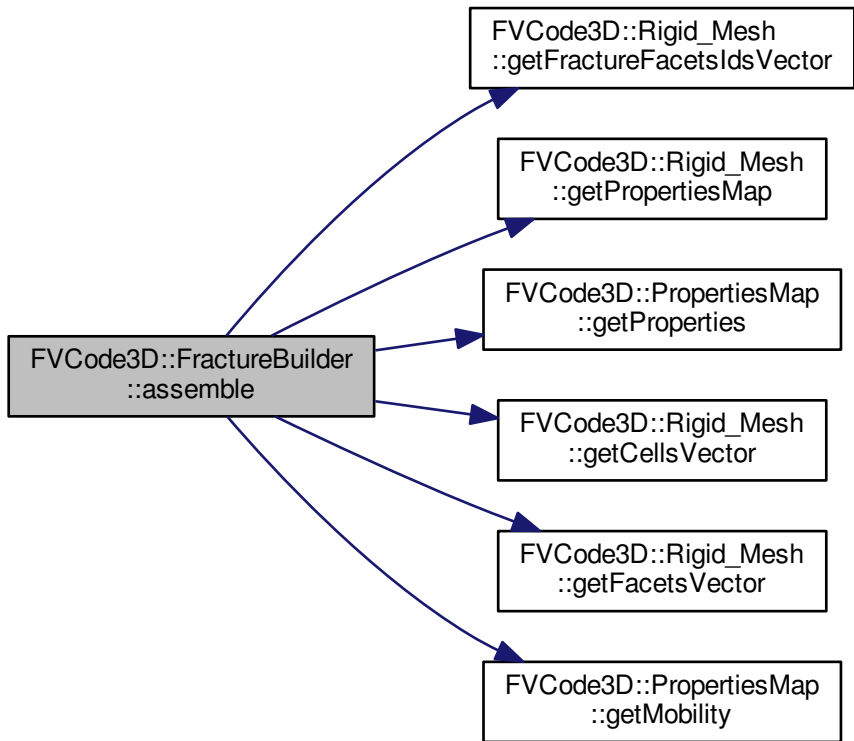 FVCode3D::Rigid_Mesh
::getFractureFacetsIdsVector
FVCode3D::Rigid_Mesh
::getPropertiesMap
FVCode3D::PropertiesMap
::getProperties
FVCode3D::FractureBuilder
::assemble
FVCode3D::Rigid_Mesh
::getCellsVector
FVCode3D::Rigid_Mesh
::getFacetsVector
FVCode3D::PropertiesMap
::getMobility